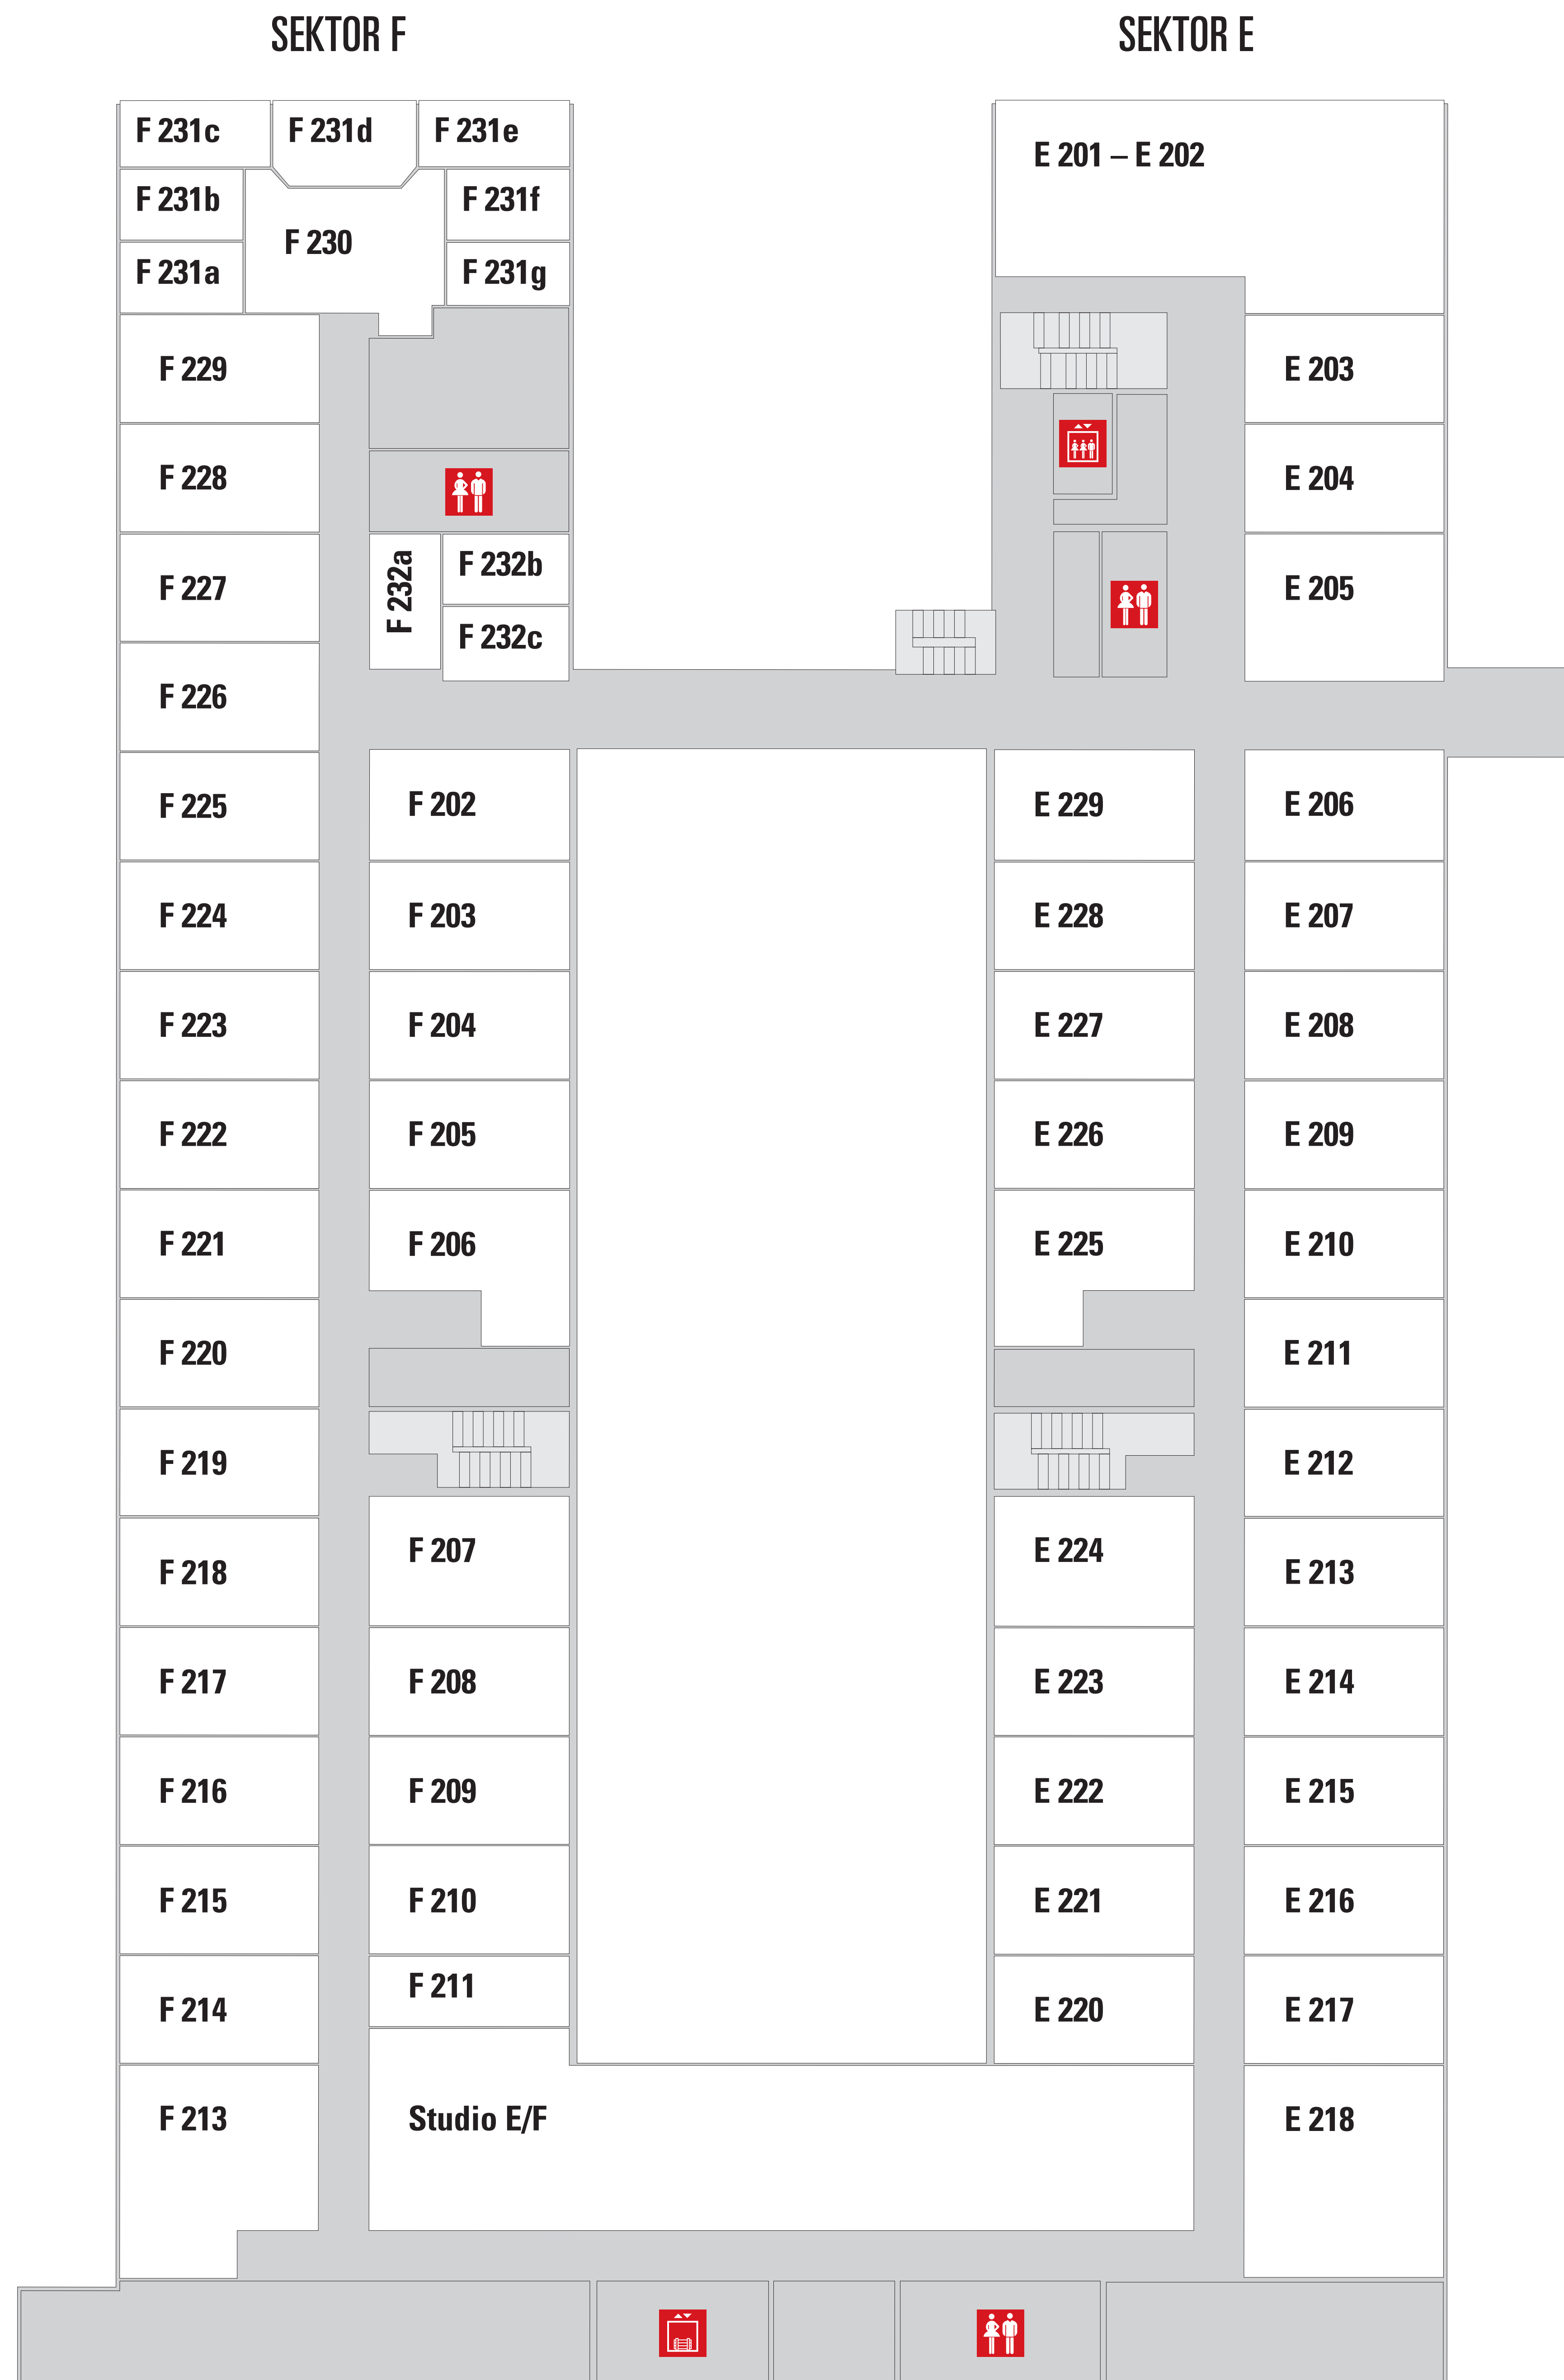 SEKTOR F
SEKTOR E
F 231c
F 231d
F 231e
E 201 – E 202
F 231b
F 231f
F 230
F 231a
F 231g
F 229
E 203
F 228
E 204
F 232a
F 232b
F 227
E 205
F 232c
F 226
F 225
F 202
E 229
E 206
F 224
F 203
E 228
E 207
F 223
F 204
E 227
E 208
F 222
F 205
E 226
E 209
F 221
F 206
E 225
E 210
F 220
E 211
F 219
E 212
F 207
E 224
F 218
E 213
F 217
F 208
E 223
E 214
F 216
F 209
E 222
E 215
F 215
F 210
E 221
E 216
F 211
F 214
E 220
E 217
F 213
Studio E/F
E 218